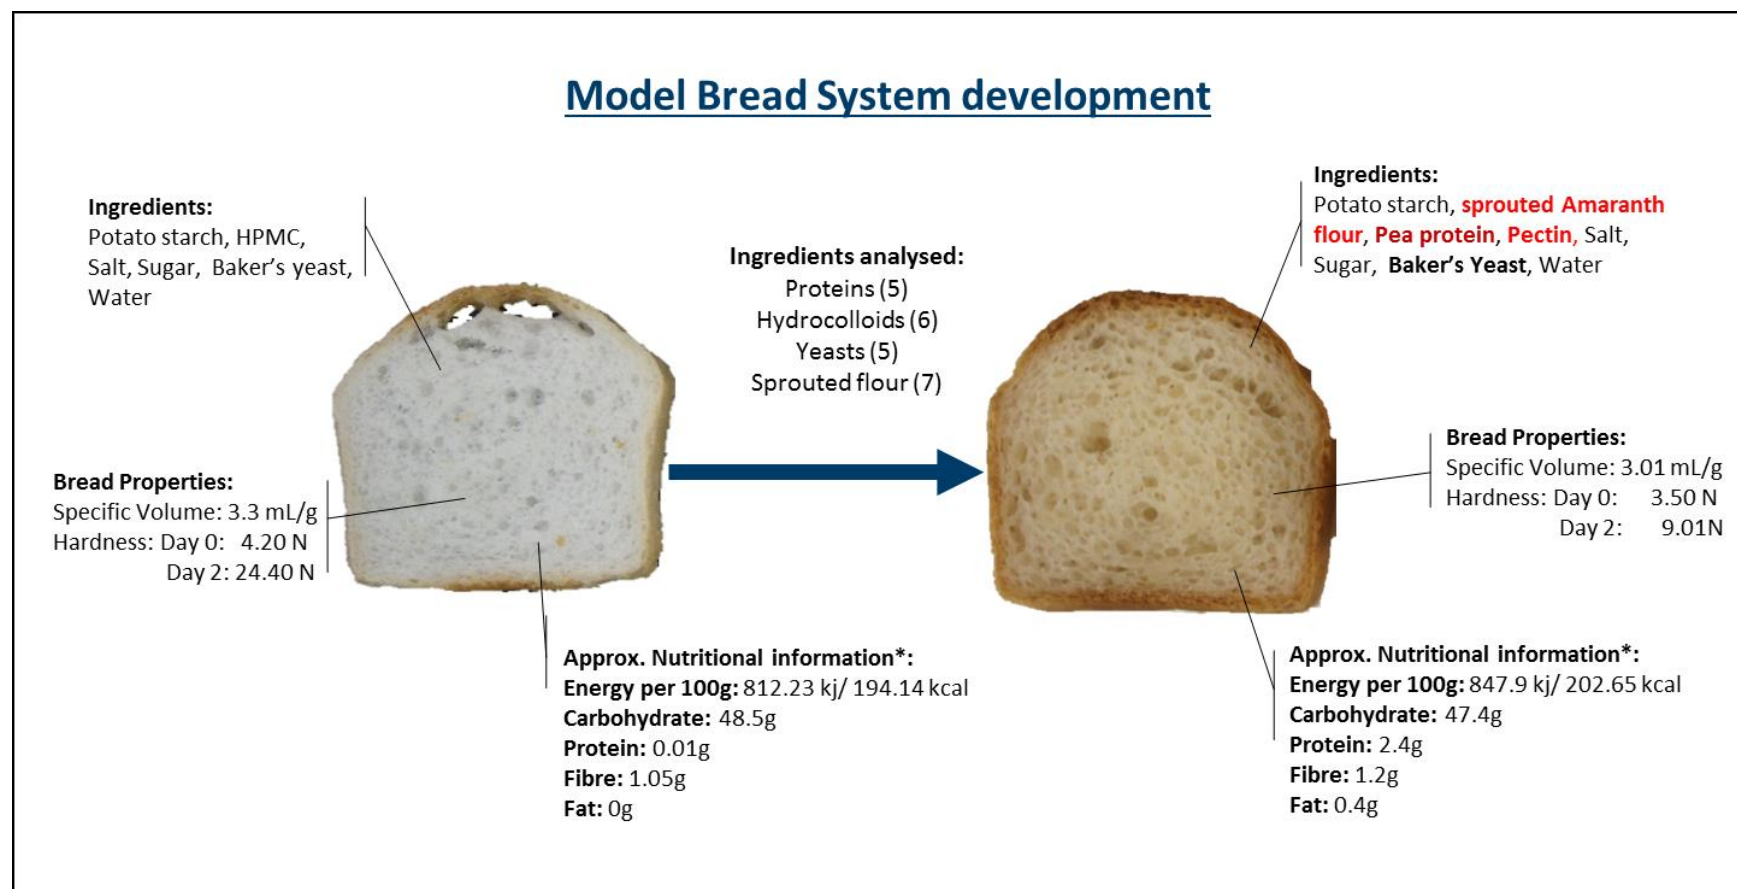 Model Bread System development
Ingredients:
Potato starch, HPMC,
Salt, Sugar, Baker's yeast,
Water
Bread Properties:
Specific Volume: 3.3 mL/g
Hardness: Day 0: 4.20 N
Day 2: 24.40 N
Approx. Nutritional information*:
Energy per 100g: 812.23 kj/ 194.14 kcal
Carbohydrate: 48.5g
Protein: 0.01g
Fibre: 1.05g
Fat: 0g
Ingredients analysed:
Proteins (5)
Hydrocolloids (6)
Yeasts (5)
Sprouted flour (7)
Ingredients:
Potato starch, sprouted Amaranth
flour, Pea protein, Pectin, Salt,
Sugar, Baker's Yeast, Water
Bread Properties:
Specific Volume: 3.01 mL/g
Hardness: Day 0: 3.50 N
Day 2: 9.01N
Approx. Nutritional information*:
Energy per 100g: 847.9 kj/ 202.65 kcal
Carbohydrate: 47.4g
Protein: 2.4g
Fibre: 1.2g
Fat: 0.4g